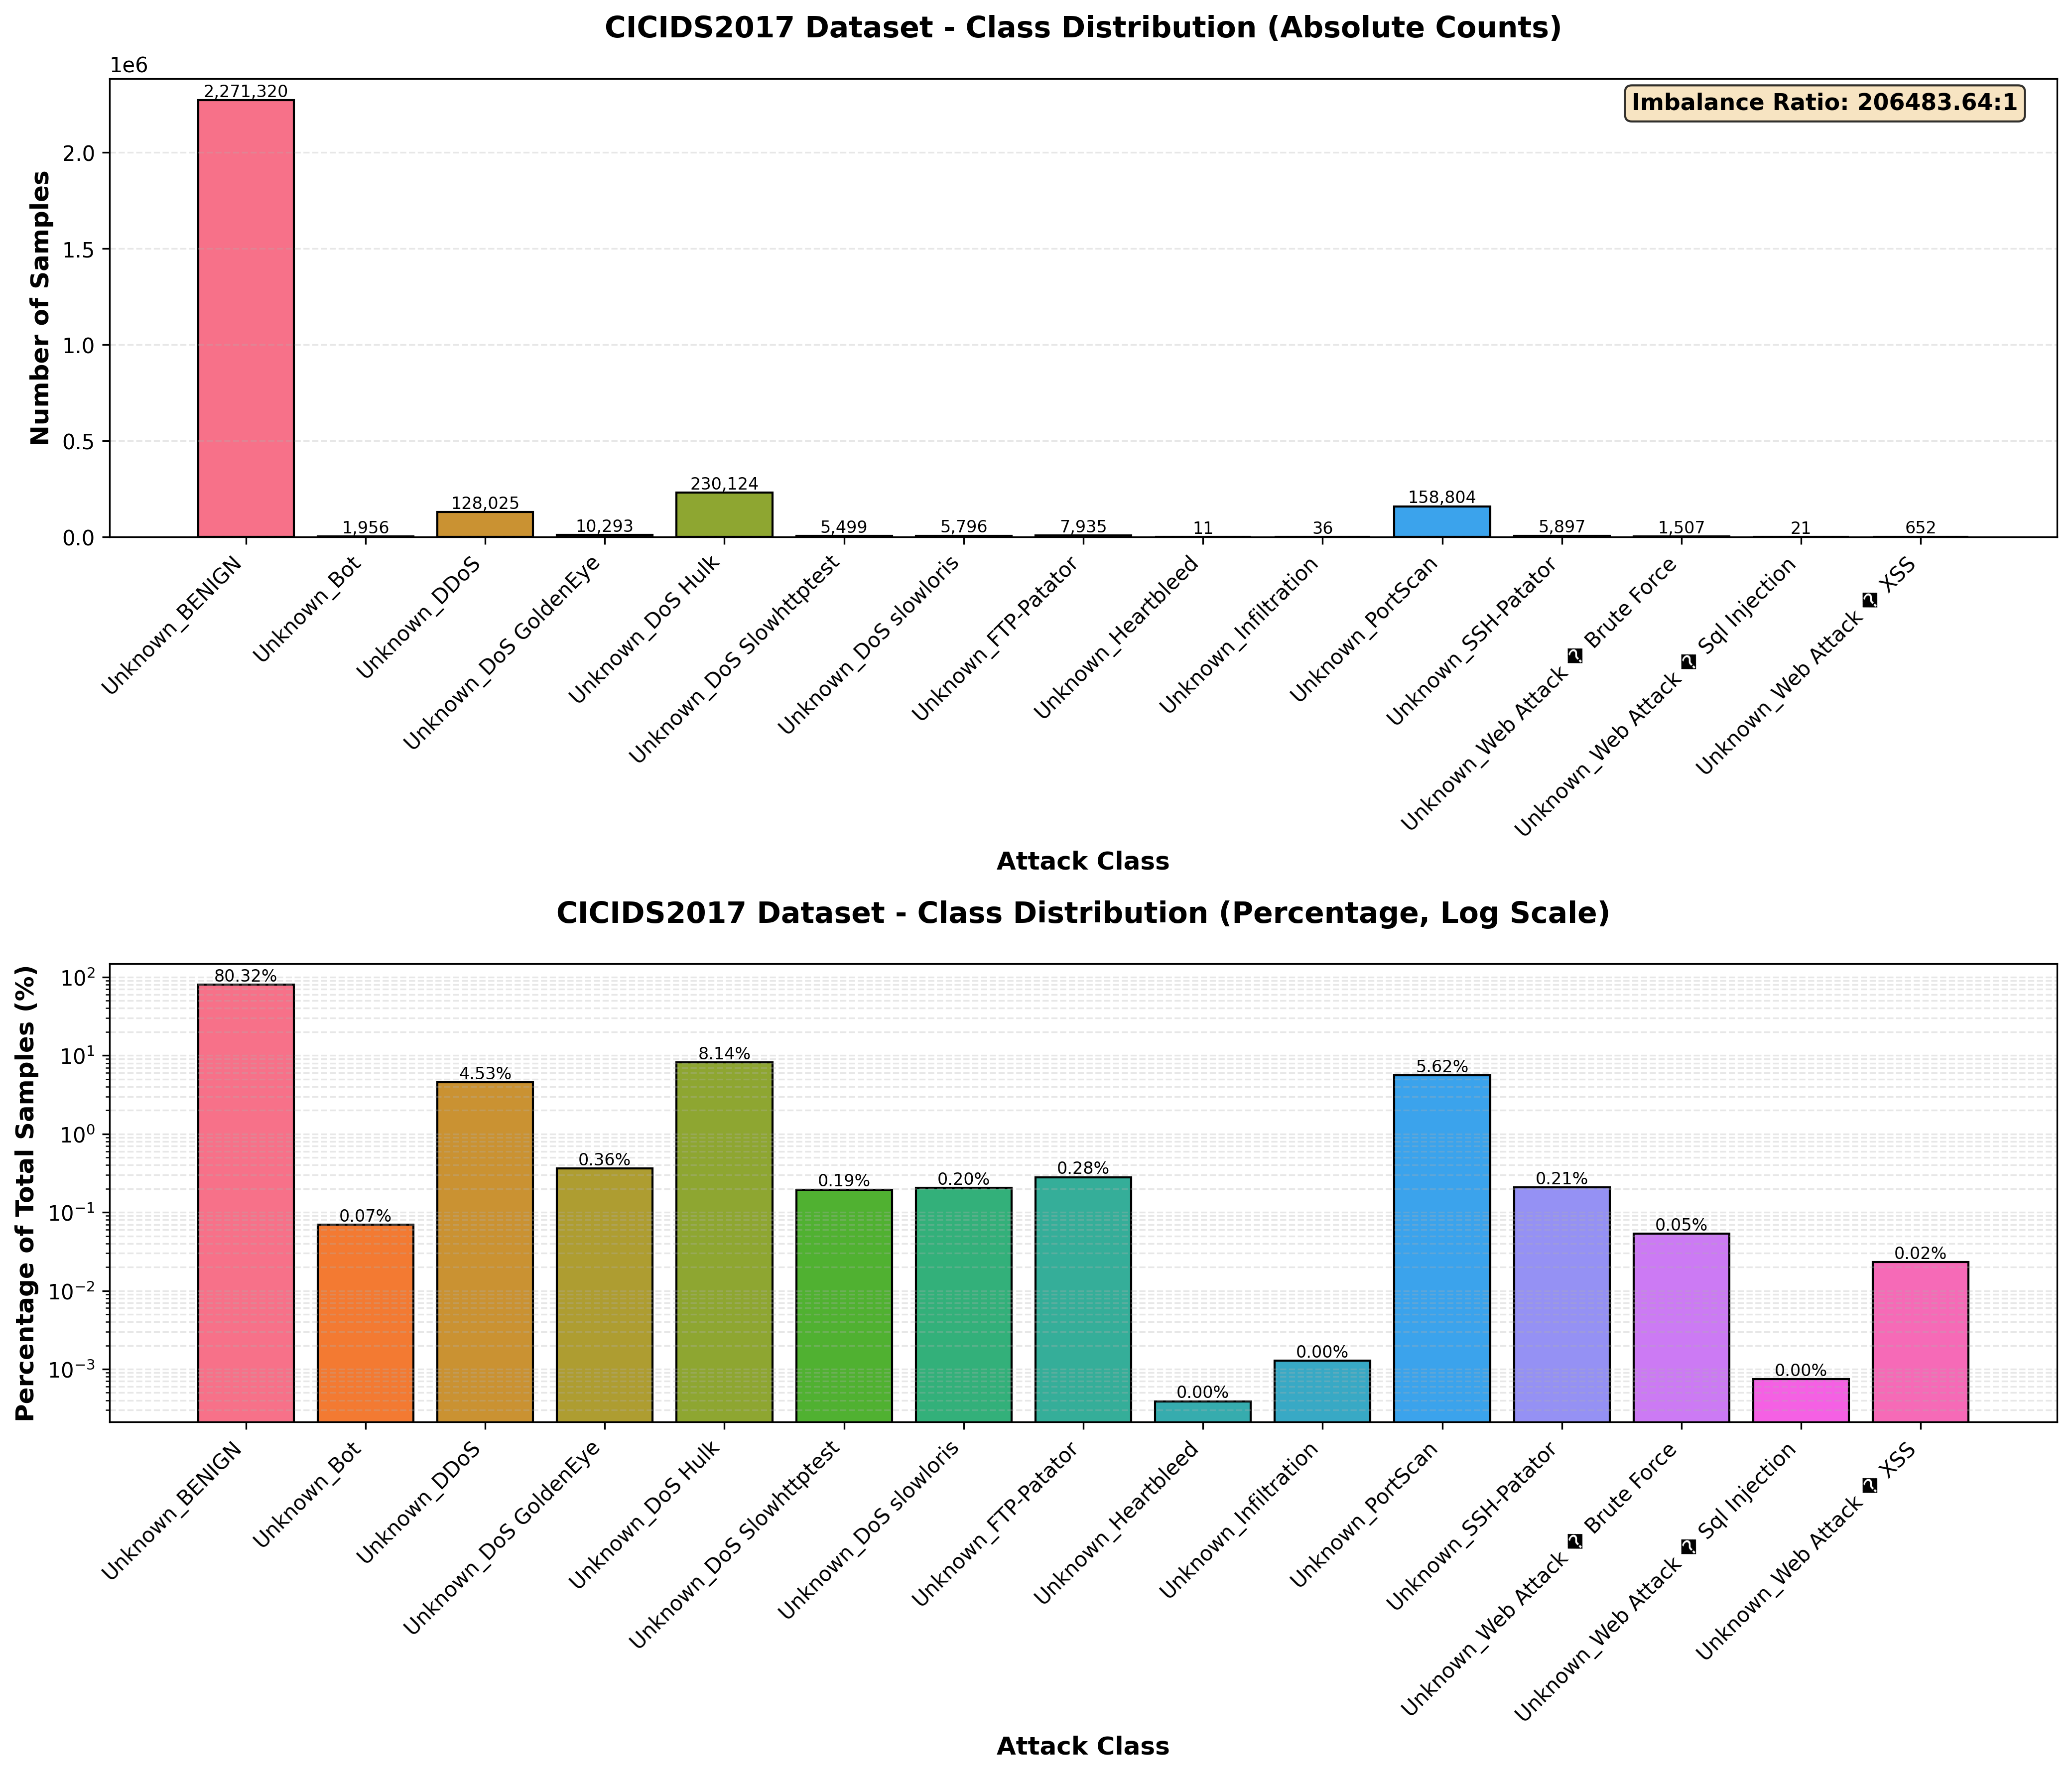 CICIDS2017 Dataset - Class Distribution (Absolute Counts)
1e6
Imbalance Ratio: 206483.64:1
Number of Samples
2.0
1.5
1.0
0.5
0.0
2,271,320
1,956
128,025
10,293
230,124
5,499
5,796
7,935
11
36
158,804
5,897
1,507
21
652
Unknown_BENIGN
Unknown_Bot
Unknown_DDoS
Unknown_DoS GoldenEye
Unknown_DoS Hulk
Unknown_DoS Slowhttptest
Unknown_DoS slowloris
Unknown_FTP-Patator
Unknown_Heartbleed
Unknown_Infiltration
Unknown_PortScan
Unknown_SSH-Patator
Unknown_Web Attack � Brute Force
Unknown_Web Attack � Sql Injection
Unknown_Web Attack � XSS
Attack Class
CICIDS2017 Dataset - Class Distribution (Percentage, Log Scale)
Percentage of Total Samples (%)
10²
10¹
10⁰
10⁻¹
10⁻²
10⁻³
80.32%
0.07%
4.53%
0.36%
8.14%
0.19%
0.20%
0.28%
0.00%
0.00%
5.62%
0.21%
0.05%
0.00%
0.02%
Unknown_BENIGN
Unknown_Bot
Unknown_DDoS
Unknown_DoS GoldenEye
Unknown_DoS Hulk
Unknown_DoS Slowhttptest
Unknown_DoS slowloris
Unknown_FTP-Patator
Unknown_Heartbleed
Unknown_Infiltration
Unknown_PortScan
Unknown_SSH-Patator
Unknown_Web Attack � Brute Force
Unknown_Web Attack � Sql Injection
Unknown_Web Attack � XSS
Attack Class